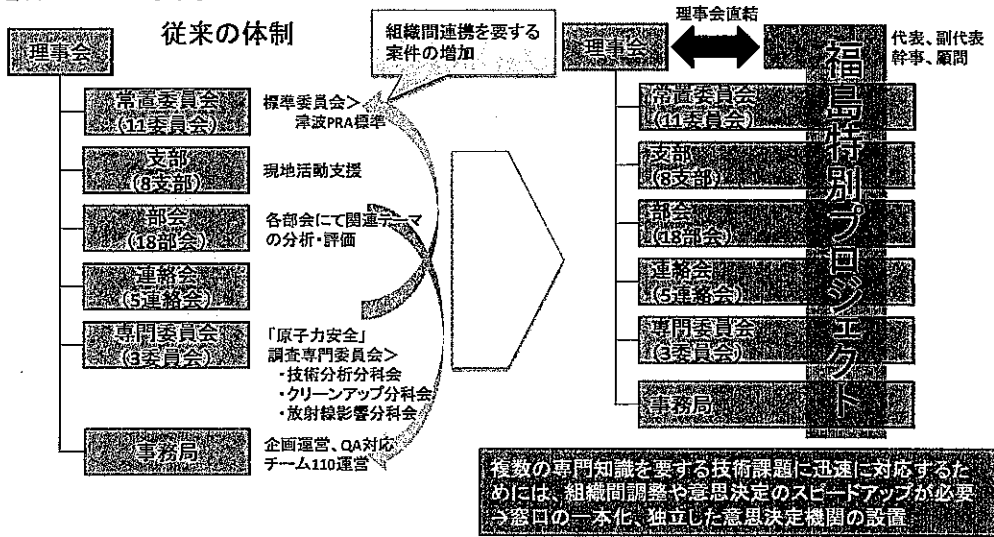 従来の体制
理事会
常置委員会
(11委員会)
標準委員会>
津波PRA標準
支部
(8支部)
現地活動支援
部会
(18部会)
各部会にて関連テーマ
の分析・評価
連絡会
(5連絡会)
専門委員会
(3委員会)
「原子力安全」
調査専門委員会>
・技術分析分科会
・クリーンアップ分科会
・放射線影響分科会
事務局
企画運営、QA対応
チーム110運営
組織間連携を要する
案件の増加
理事会直結
理事会
代表、副代表
幹事、顧問
福島特別プロジェクト
常置委員会
(11委員会)
支部
(8支部)
部会
(18部会)
連絡会
(5連絡会)
専門委員会
(3委員会)
事務局
複数の専門知識を要する技術課題に迅速に対応するた
めには、組織間調整や意思決定のスピードアップが必要
⇒窓口の一本化、独立した意思決定機関の設置